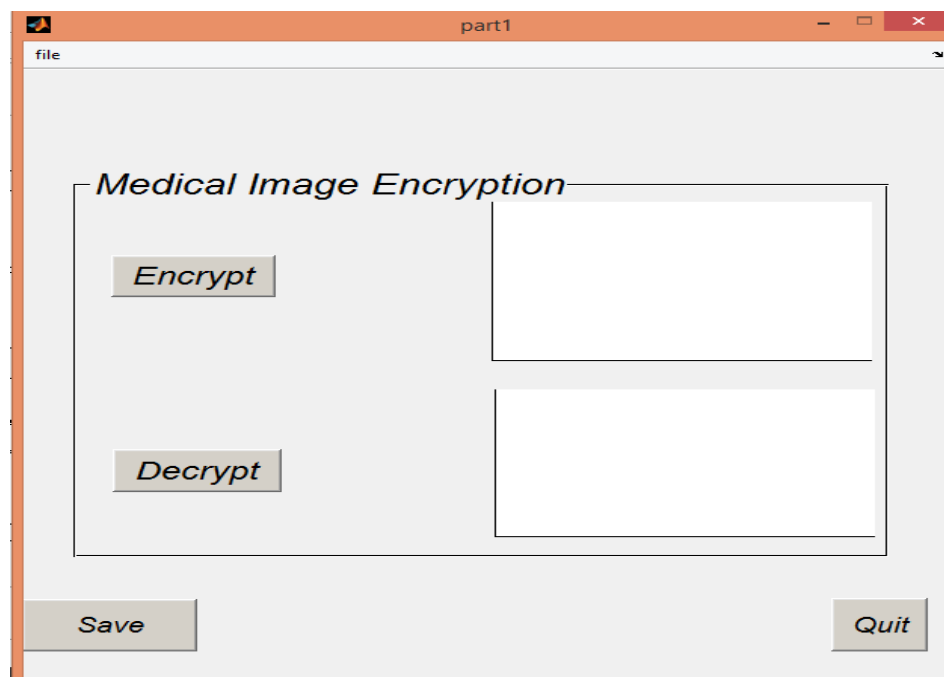 part1
file
Medical Image Encryption
Encrypt
Decrypt
Save
Quit